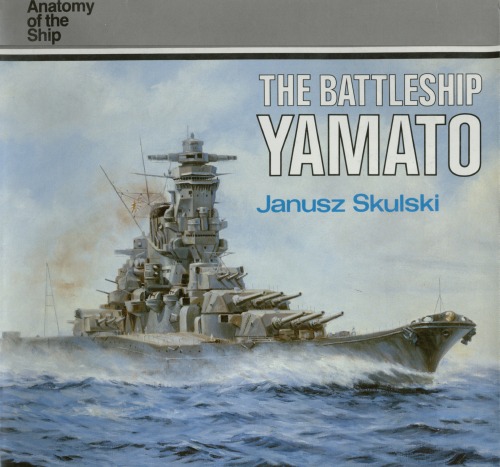 Anatomy
of the
Ship
THE BATTLESHIP
YAMATO
Janusz Skulski